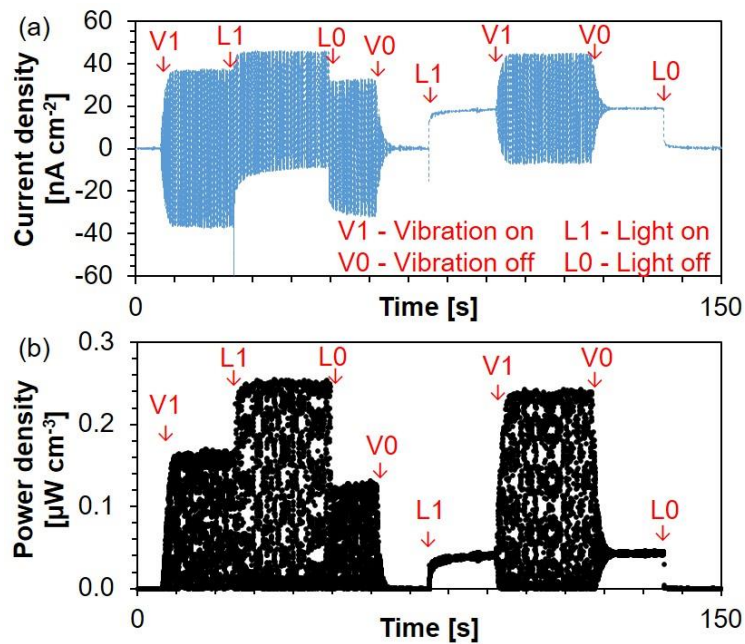 (a)
Current density
[nA cm-2]
60
40
20
0
-20
-40
-60
V1
L1
L0
V0
L1
V1
V0
L0
V1 - Vibration on
L1 - Light on
V0 - Vibration off
L0 - Light off
0
Time [s]
150
(b)
Power density
[µW cm-3]
0.3
0.2
0.1
0.0
V1
L1
L0
V0
L1
V1
V0
L0
0
Time [s]
150